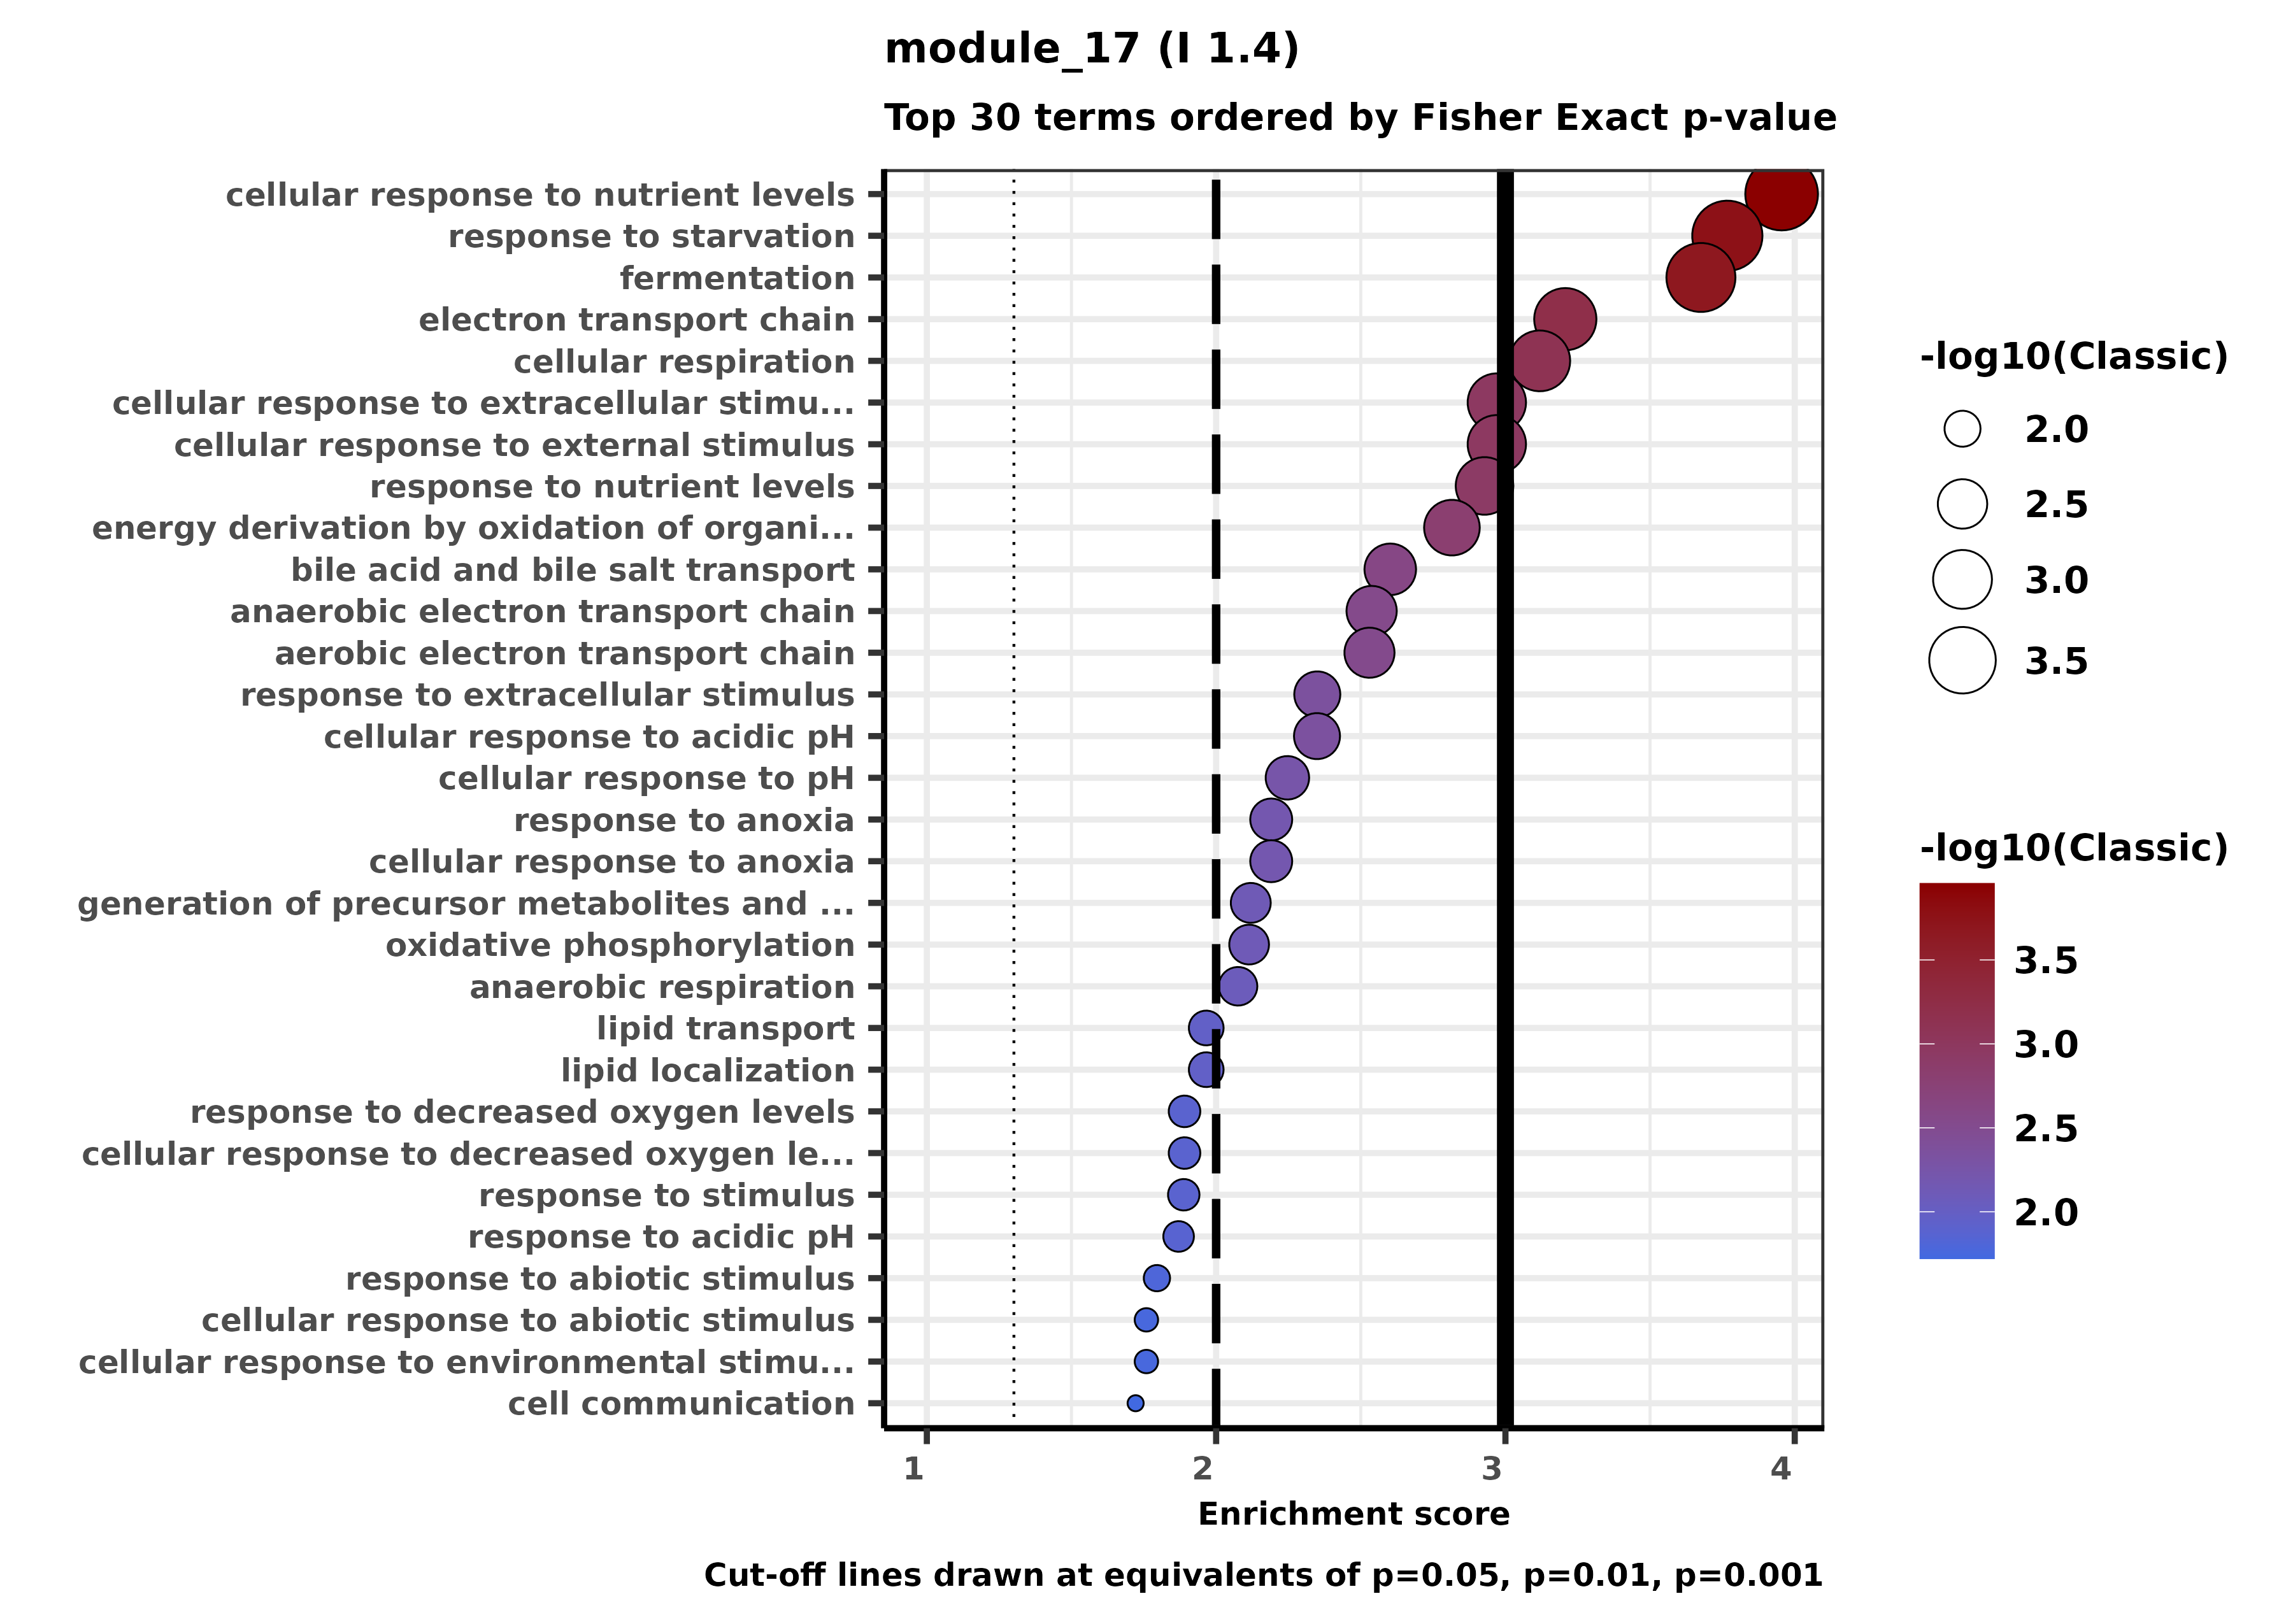 module_17 (I 1.4)
Top 30 terms ordered by Fisher Exact p-value
cellular response to nutrient levels
response to starvation
fermentation
electron transport chain
cellular respiration
cellular response to extracellular stimu...
cellular response to external stimulus
response to nutrient levels
energy derivation by oxidation of organi...
bile acid and bile salt transport
anaerobic electron transport chain
aerobic electron transport chain
response to extracellular stimulus
cellular response to acidic pH
cellular response to pH
response to anoxia
cellular response to anoxia
generation of precursor metabolites and ...
oxidative phosphorylation
anaerobic respiration
lipid transport
lipid localization
response to decreased oxygen levels
cellular response to decreased oxygen le...
response to stimulus
response to acidic pH
response to abiotic stimulus
cellular response to abiotic stimulus
cellular response to environmental stimu...
cell communication
1 2 3 4
Enrichment score
Cut-off lines drawn at equivalents of p=0.05, p=0.01, p=0.001
-log10(Classic)
2.0
2.5
3.0
3.5
-log10(Classic)
3.5
3.0
2.5
2.0